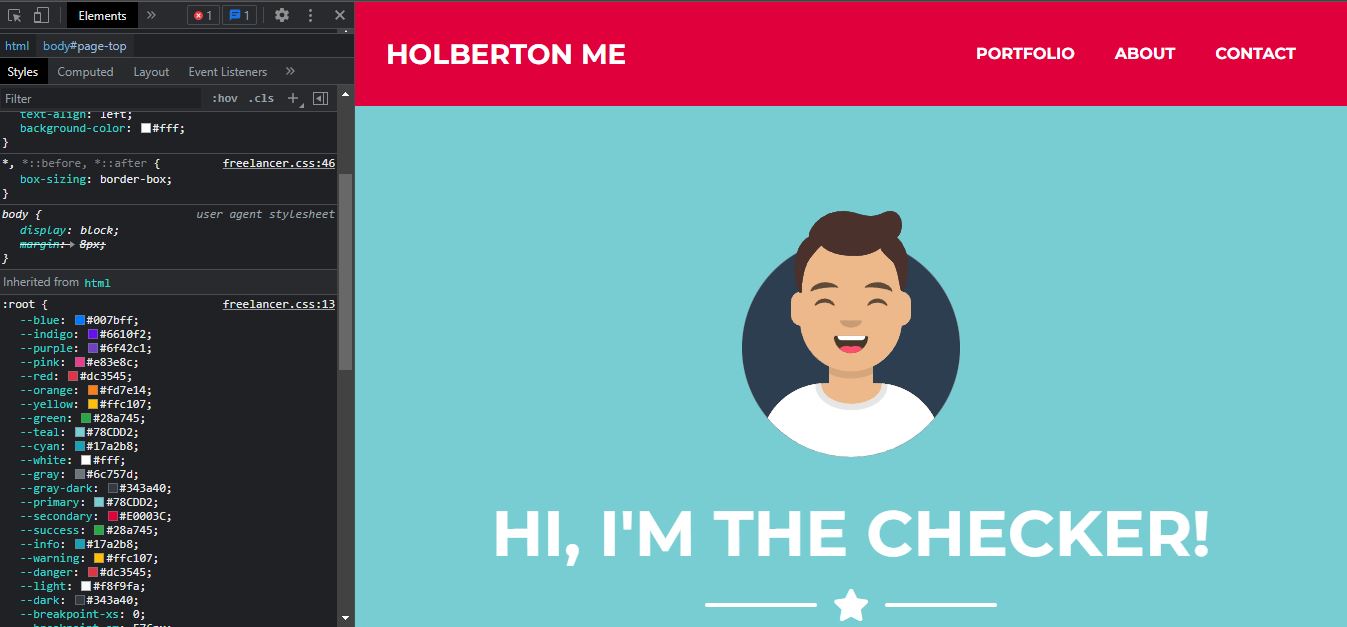 Elements » 1 1
html body#page-top
Styles Computed Layout Event Listeners »
Filter :hov .cls +
text-align: left;
background-color: #fff;
}
*, *::before, *::after { freelancer.css:46
box-sizing: border-box;
}
body { user agent stylesheet
display: block;
margin: 8px;
}
Inherited from html
:root { freelancer.css:13
--blue: #007bff;
--indigo: #6610f2;
--purple: #6f42c1;
--pink: #e83e8c;
--red: #dc3545;
--orange: #fd7e14;
--yellow: #ffc107;
--green: #28a745;
--teal: #78CDD2;
--cyan: #17a2b8;
--white: #fff;
--gray: #6c757d;
--gray-dark: #343a40;
--primary: #78CDD2;
--secondary: #E0003C;
--success: #28a745;
--info: #17a2b8;
--warning: #ffc107;
--danger: #dc3545;
--light: #f8f9fa;
--dark: #343a40;
--breakpoint-xs: 0;
HOLBERTON ME
PORTFOLIO ABOUT CONTACT
HI, I'M THE CHECKER!